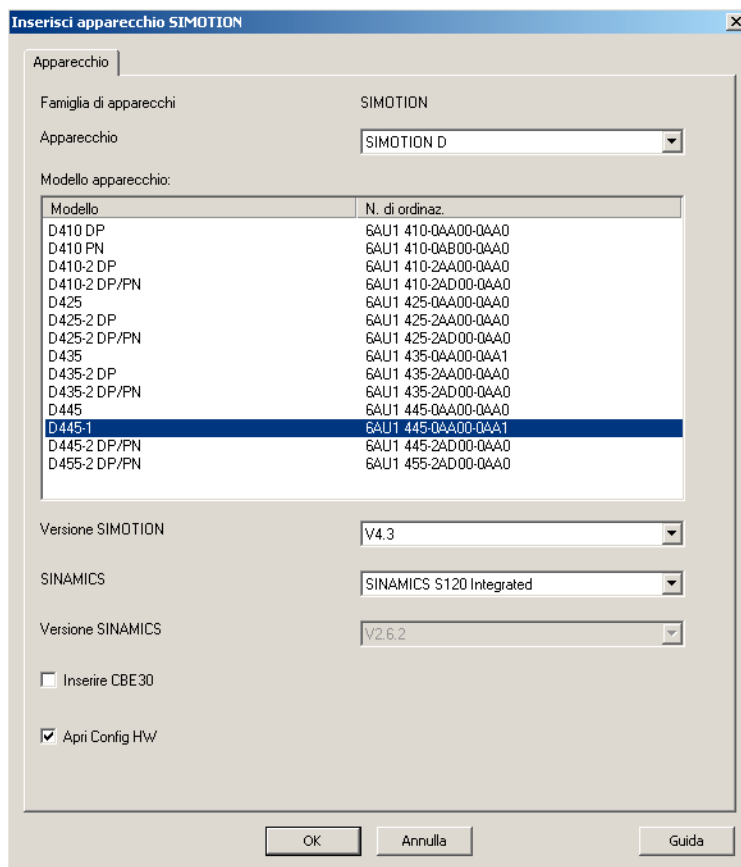 Inserisci apparecchio SIMOTION
Apparecchio
Famiglia di apparecchi SIMOTION
Apparecchio SIMOTION D
Modello apparecchio:
Modello N. di ordinaz.
D410 DP 6AU1 410-0AA00-0AA0
D410 PN 6AU1 410-0AB00-0AA0
D410-2 DP 6AU1 410-2AA00-0AA0
D410-2 DP/PN 6AU1 410-2AD00-0AA0
D425 6AU1 425-0AA00-0AA0
D425-2 DP 6AU1 425-2AA00-0AA0
D425-2 DP/PN 6AU1 425-2AD00-0AA0
D435 6AU1 435-0AA00-0AA1
D435-2 DP 6AU1 435-2AA00-0AA0
D435-2 DP/PN 6AU1 435-2AD00-0AA0
D445 6AU1 445-0AA00-0AA0
D445-1 6AU1 445-0AA00-0AA1
D445-2 DP/PN 6AU1 445-2AD00-0AA0
D455-2 DP/PN 6AU1 455-2AD00-0AA0
Versione SIMOTION V4.3
SINAMICS SINAMICS S120 Integrated
Versione SINAMICS V2.6.2
Inserire CBE30
Apri Config HW
OK Annulla Guida